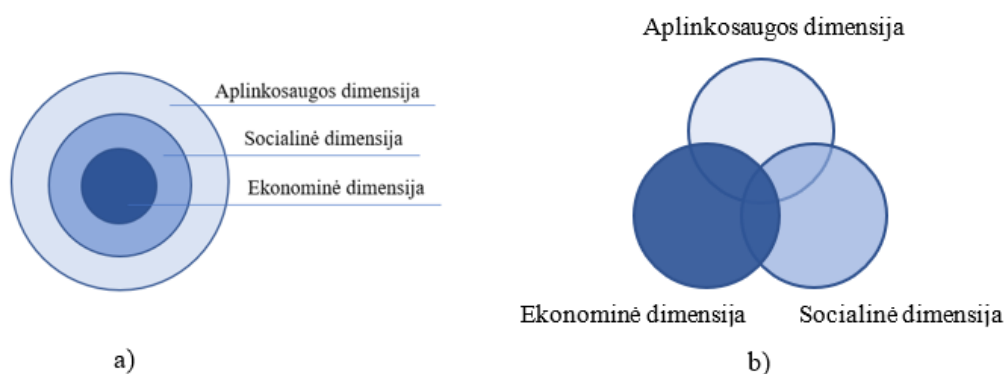 Aplinkosaugos dimensija
Socialinė dimensija
Ekonominė dimensija
a)
Aplinkosaugos dimensija
Ekonominė dimensija
Socialinė dimensija
b)